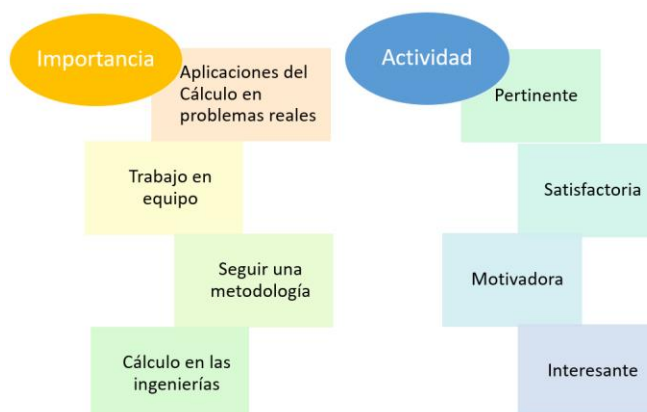 Importancia
Aplicaciones del
Cálculo en
problemas reales
Trabajo en
equipo
Seguir una
metodología
Cálculo en las
ingenierías
Actividad
Pertinente
Satisfactoria
Motivadora
Interesante